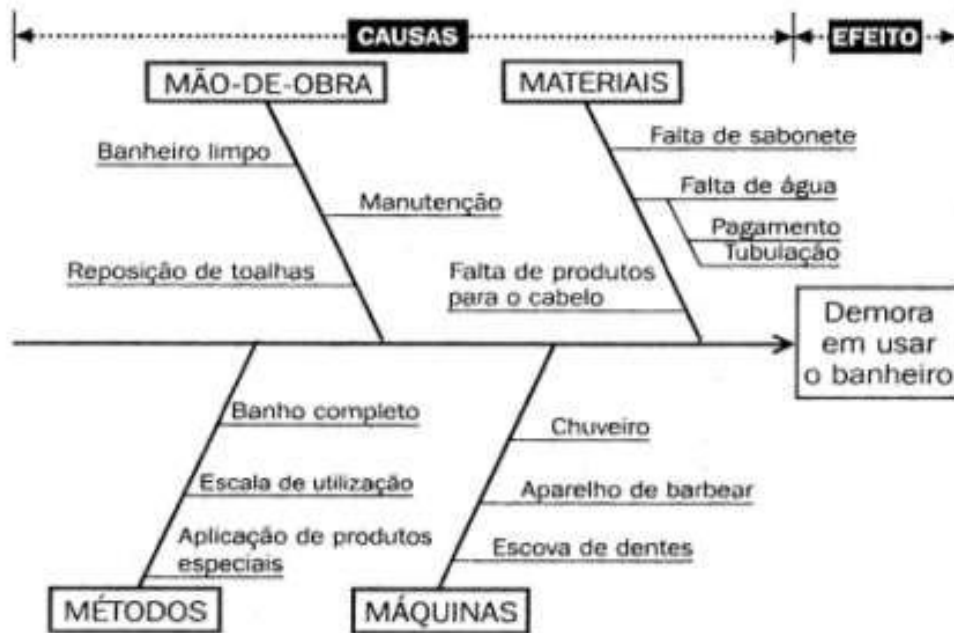 CAUSAS
EFEITO
MÃO-DE-OBRA
MATERIAIS
Banheiro limpo
Manutenção
Reposição de toalhas
Falta de sabonete
Falta de água
Pagamento
Tubulação
Falta de produtos
para o cabelo
Demora
em usar
o banheiro
Banho completo
Escala de utilização
Aplicação de produtos
especiais
Chuveiro
Aparelho de barbear
Escova de dentes
MÉTODOS
MÁQUINAS